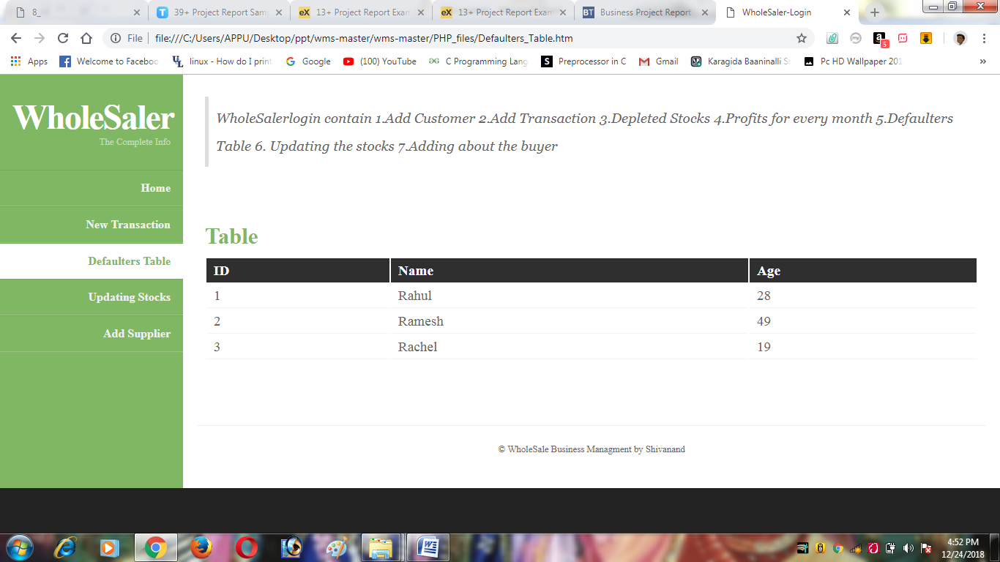 8_
39+ Project Report Sam
13+ Project Report Exam
13+ Project Report Exam
Business Project Report
WholeSaler-Login
File
file:///C:/Users/APPU/Desktop/ppt/wms-master/wms-master/PHP_files/Defaulters_Table.htm
Apps
Welcome to Faceboo
linux - How do I print
Google
(100) YouTube
C Programming Lang
Preprocessor in C
Gmail
Karagida Baaninalli So
Pc HD Wallpaper 201
WholeSaler
The Complete Info
Home
New Transaction
Defaulters Table
Updating Stocks
Add Supplier
WholeSalerlogin contain 1.Add Customer 2.Add Transaction 3.Depleted Stocks 4.Profits for every month 5.Defaulters
Table 6. Updating the stocks 7.Adding about the buyer
Table
ID Name Age
1 Rahul 28
2 Ramesh 49
3 Rachel 19
© WholeSale Business Managment by Shivanand
4:52 PM
12/24/2018